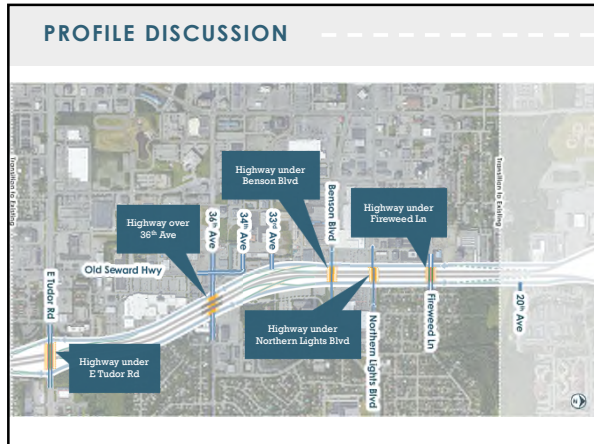 PROFILE DISCUSSION
Transition to Existing
E Tudor Rd
Highway under
E Tudor Rd
Old Seward Hwy
Highway over
36th Ave
36th Ave
34th Ave
33rd Ave
Highway under
Benson Blvd
Benson Blvd
Highway under
Northern Lights Blvd
Northern Lights Blvd
Highway under
Fireweed Ln
Fireweed Ln
Transition to Existing
20th Ave
N